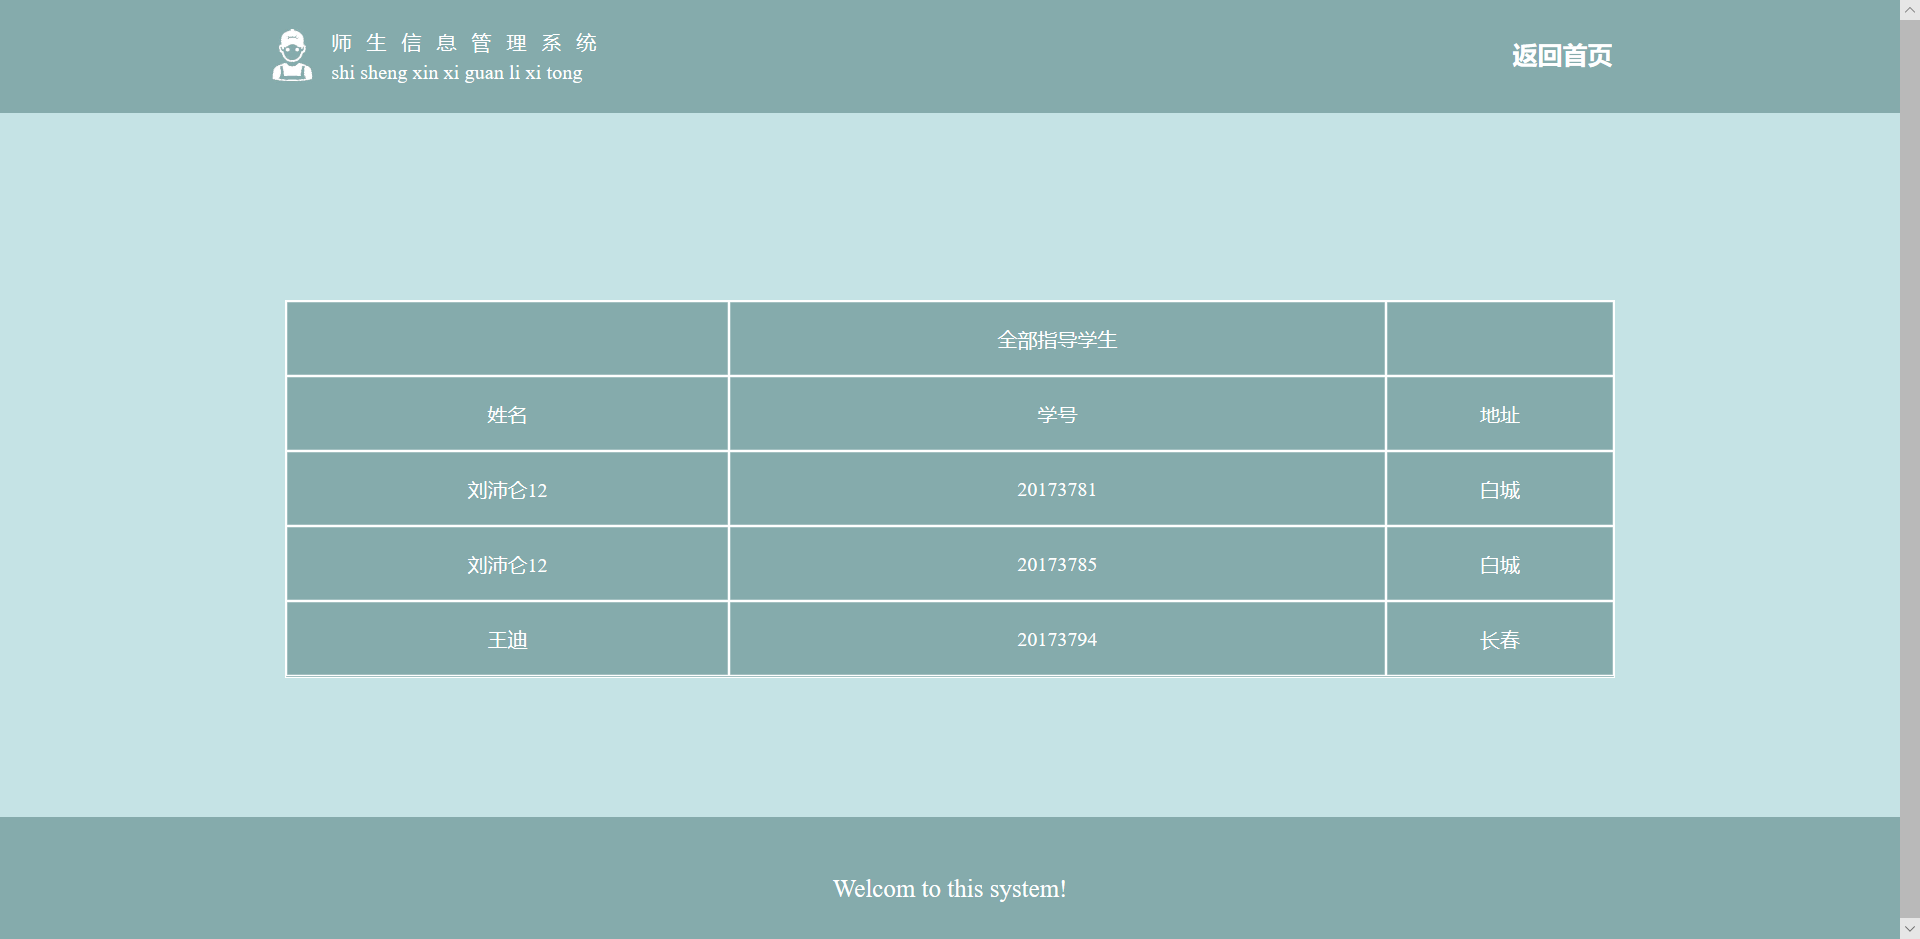 师 生 信 息 管 理 系 统
shi sheng xin xi guan li xi tong
返回首页
全部指导学生
姓名 学号 地址
刘沛仑12 20173781 白城
刘沛仑12 20173785 白城
王迪 20173794 长春
Welcom to this system!